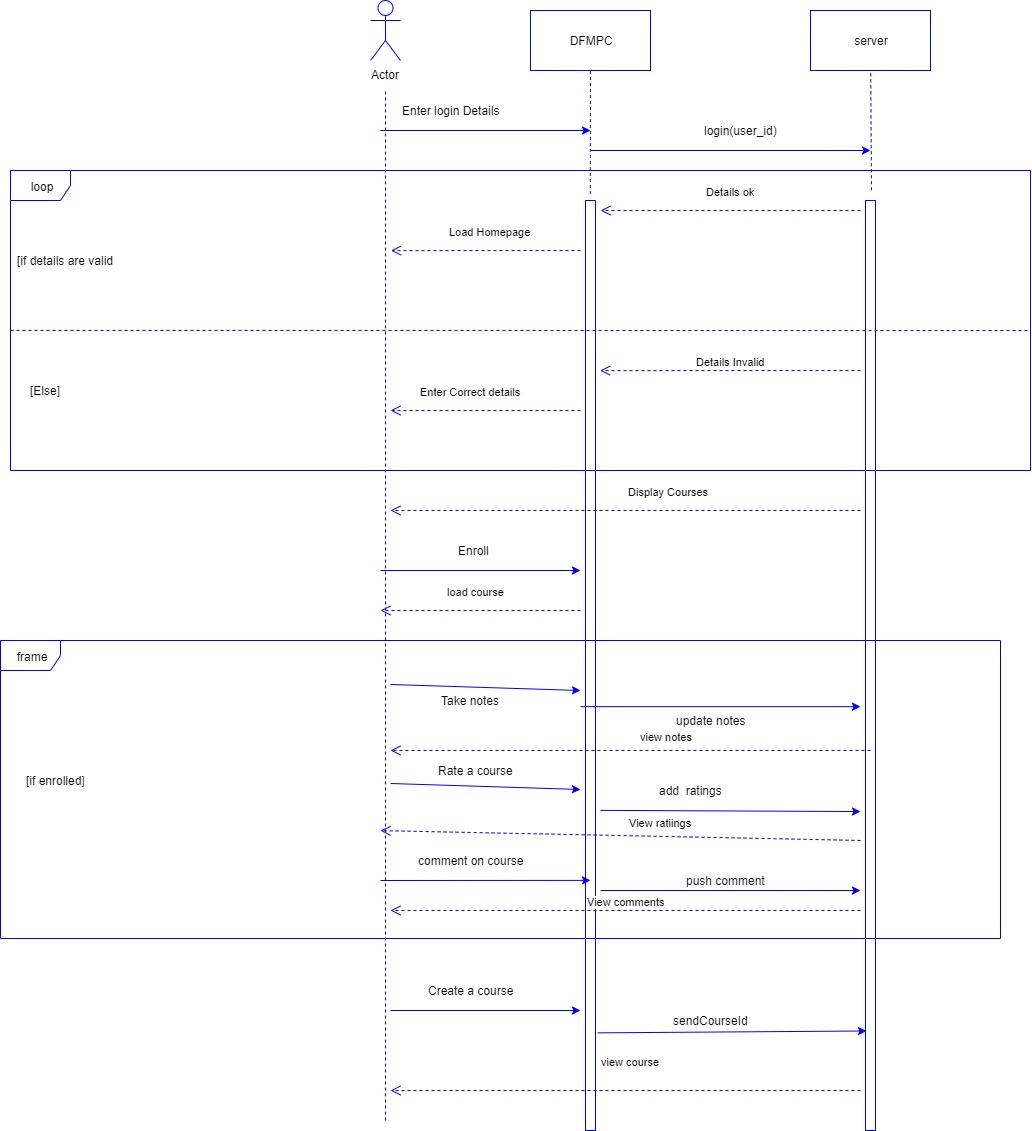 Actor
DFMPC
server
Enter login Details
login(user_id)
loop
Details ok
Load Homepage
[if details are valid
Details Invalid
[Else]
Enter Correct details
Display Courses
Enroll
load course
frame
Take notes
update notes
view notes
Rate a course
[if enrolled]
add  ratings
View ratiings
comment on course
push comment
View comments
Create a course
sendCourseId
view course